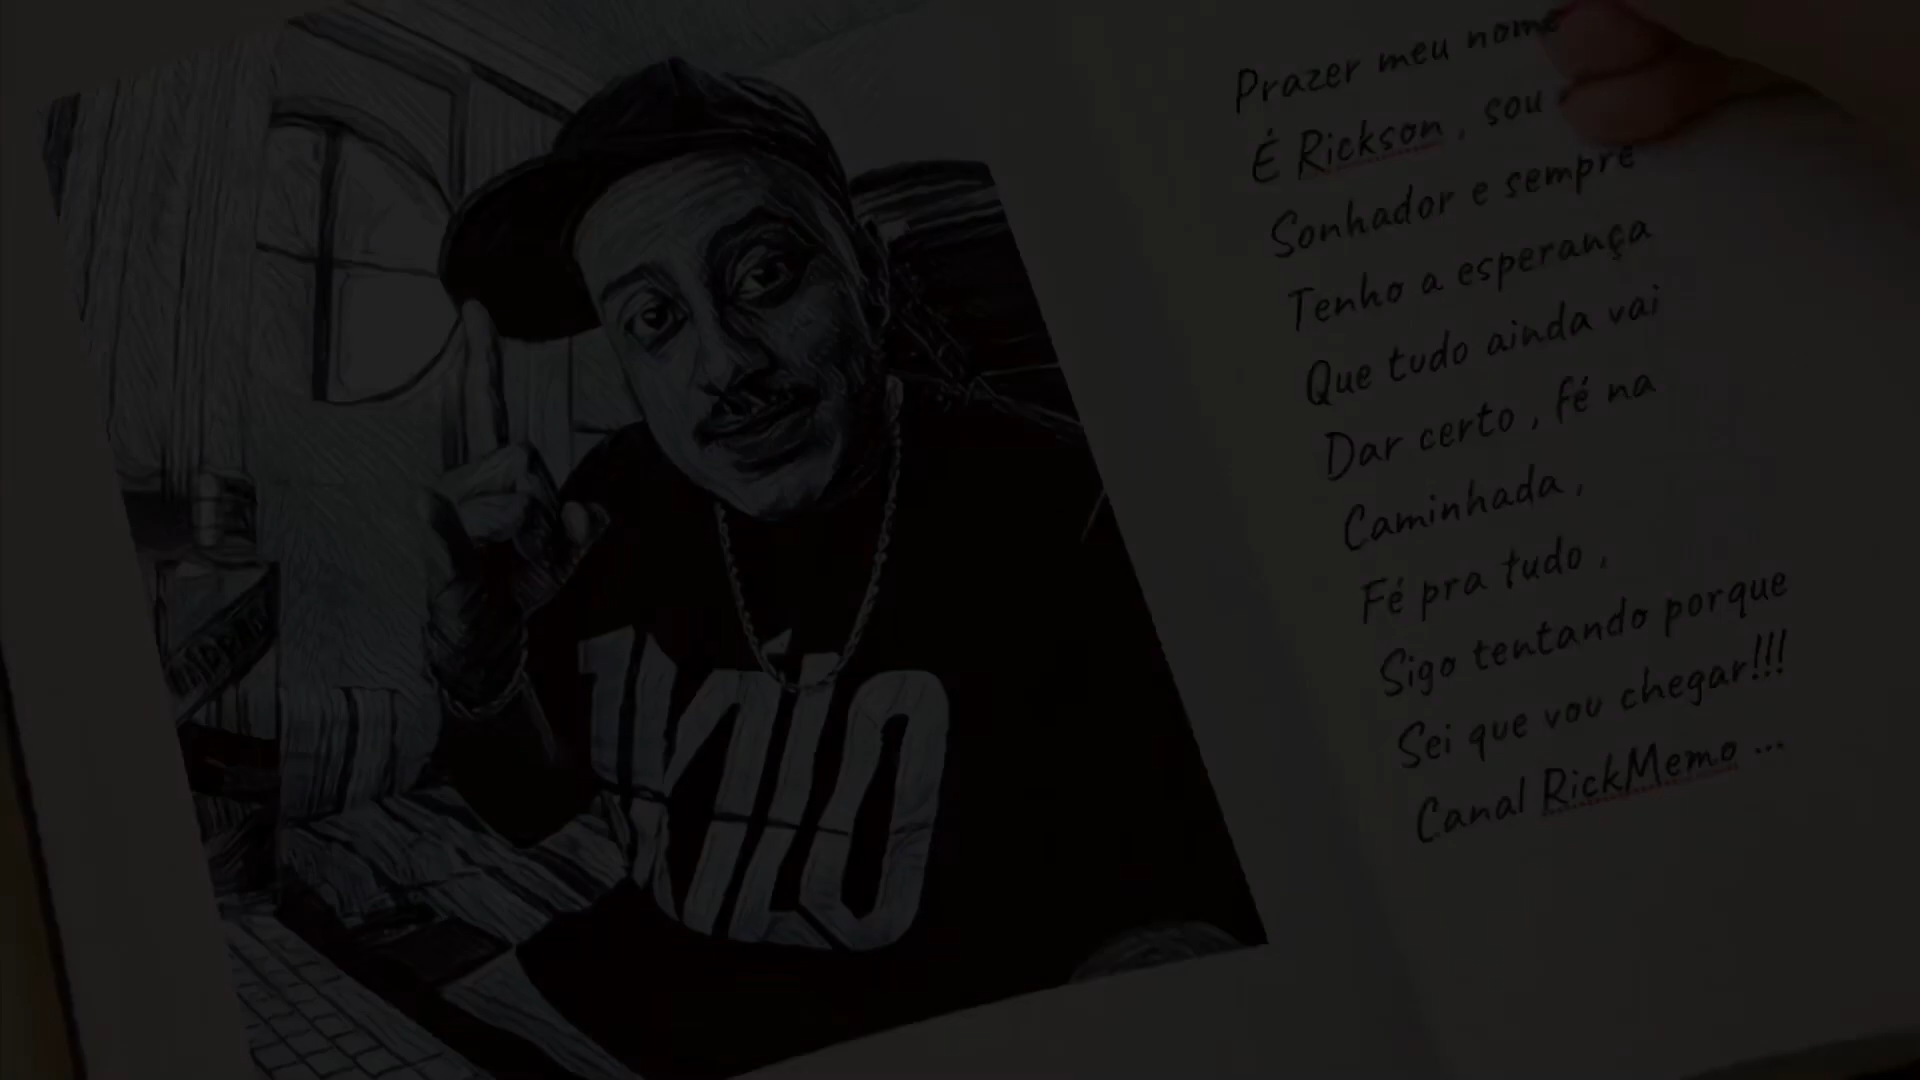 Prazer meu nome
É Rickson , sou
Sonhador e sempre
Tenho a esperança
Que tudo ainda vai
Dar certo , fé na
Caminhada ,
Fé pra tudo ,
Sigo tentando porque
Sei que vou chegar!!!
Canal RickMemo ...